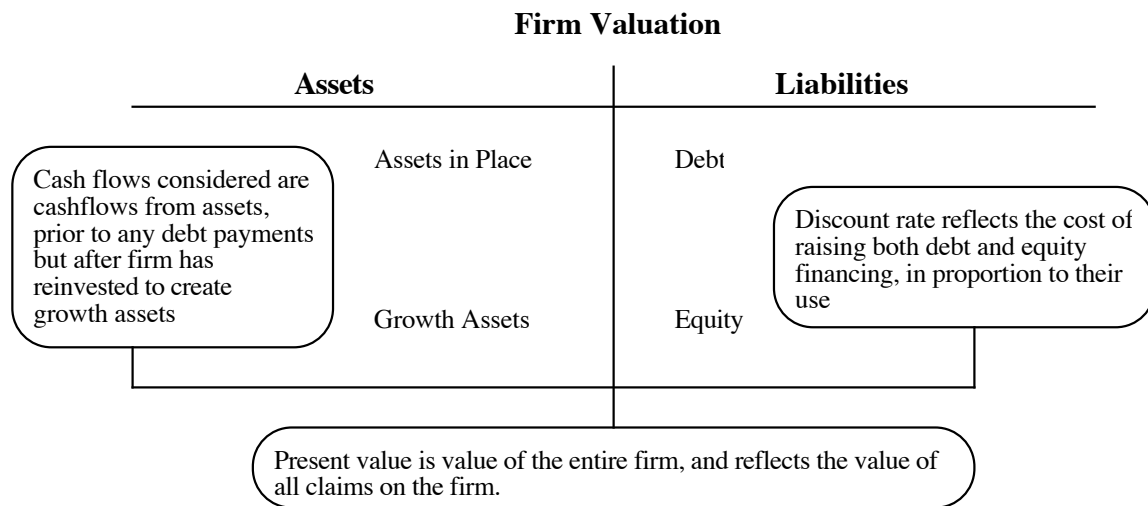 Firm Valuation
Assets
Liabilities
Assets in Place
Debt
Cash flows considered are
cashflows from assets,
prior to any debt payments
but after firm has
reinvested to create
growth assets
Discount rate reflects the cost of
raising both debt and equity
financing, in proportion to their
use
Growth Assets
Equity
Present value is value of the entire firm, and reflects the value of
all claims on the firm.